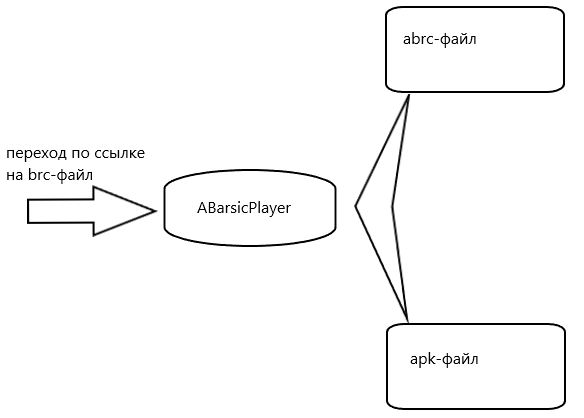 abrc-файл
переход по ссылке
на brc-файл
ABarsicPlayer
apk-файл